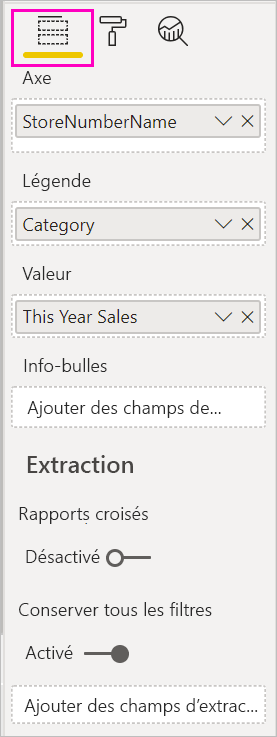 Axe
StoreNumberName
Légende
Category
Valeur
This Year Sales
Info-bulles
Ajouter des champs de...
Extraction
Rapports croisés
Désactivé
Conserver tous les filtres
Activé
Ajouter des champs d’extrac...